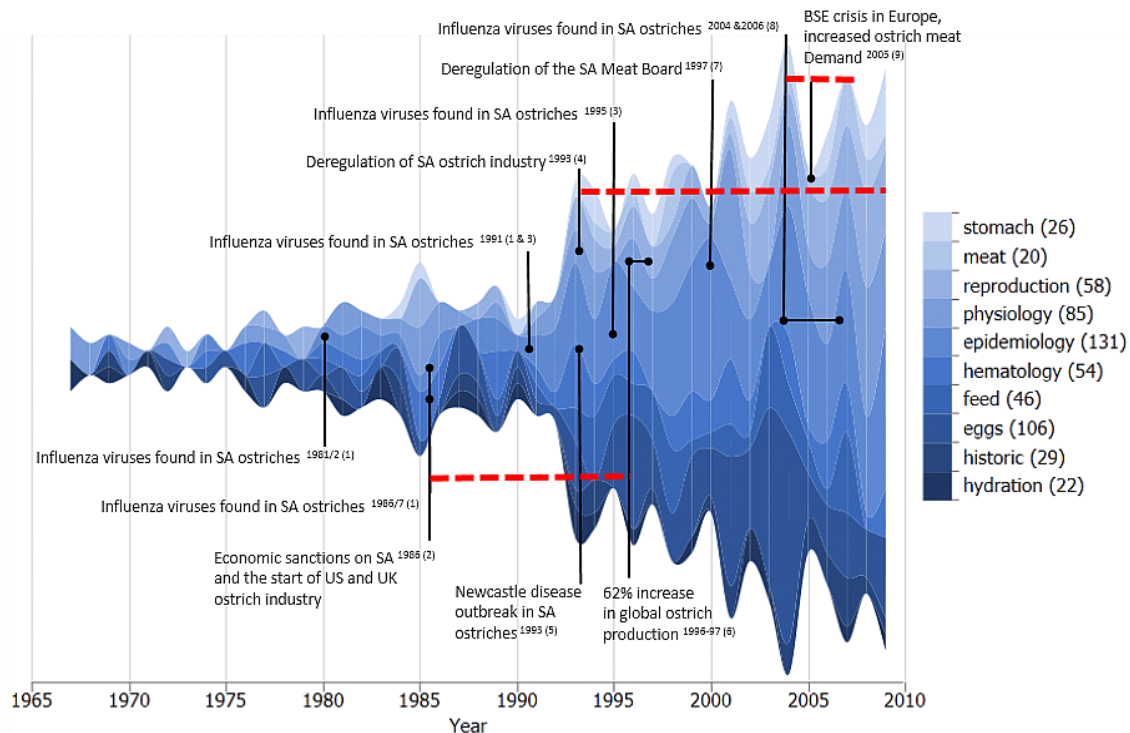 Influenza viruses found in SA ostriches 2004 &2006 (8)
BSE crisis in Europe,
increased ostrich meat
Demand 2005 (9)
Deregulation of the SA Meat Board 1997 (7)
Influenza viruses found in SA ostriches 1995 (3)
Deregulation of SA ostrich industry 1993 (4)
Influenza viruses found in SA ostriches 1991 (1 & 3)
stomach (26)
meat (20)
reproduction (58)
physiology (85)
epidemiology (131)
hematology (54)
feed (46)
eggs (106)
historic (29)
hydration (22)
Influenza viruses found in SA ostriches 1981/2 (1)
Influenza viruses found in SA ostriches 1986/7 (1)
Economic sanctions on SA 1986 (2)
and the start of US and UK
ostrich industry
Newcastle disease
outbreak in SA
ostriches 1993 (5)
62% increase
in global ostrich
production 1996-97 (6)
1965 1970 1975 1980 1985 1990 1995 2000 2005 2010
Year